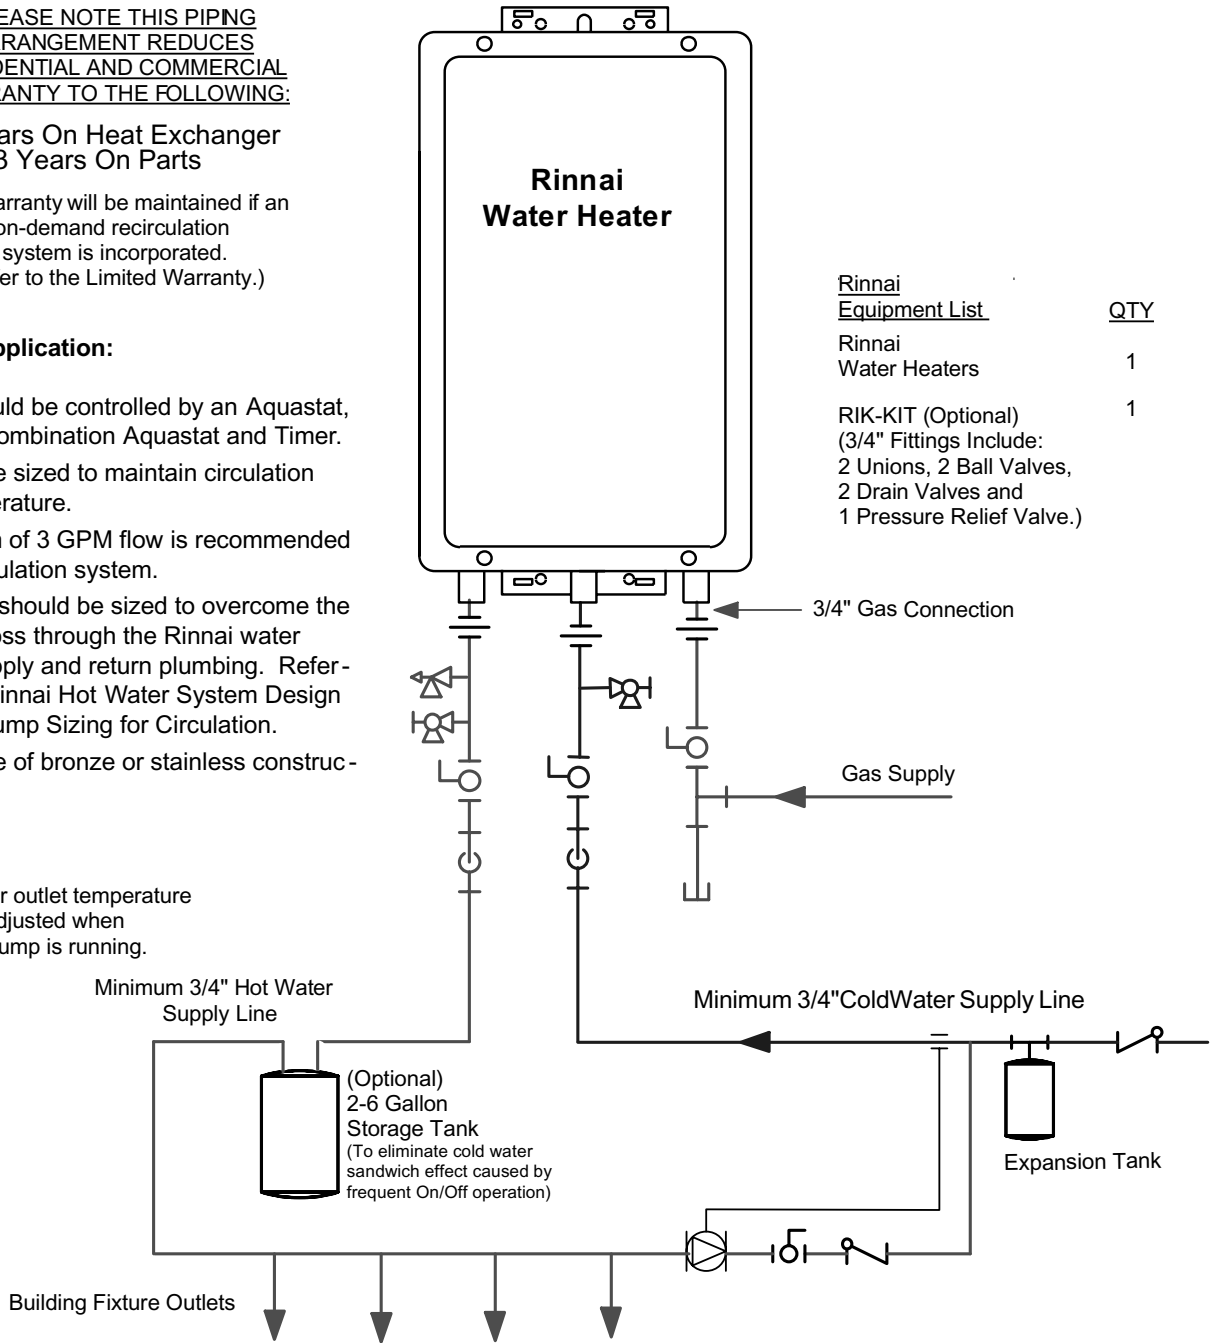 EASE NOTE THIS PIPING
RANGEMENT REDUCES
DENTIAL AND COMMERCIAL
RANTY TO THE FOLLOWING:
ars On Heat Exchanger
3 Years On Parts
arranty will be maintained if an
on-demand recirculation
system is incorporated.
er to the Limited Warranty.)
pplication:
uld be controlled by an Aquastat,
ombination Aquastat and Timer.
e sized to maintain circulation
erature.
n of 3 GPM flow is recommended
ulation system.
should be sized to overcome the
oss through the Rinnai water
pply and return plumbing. Refer-
innai Hot Water System Design
ump Sizing for Circulation.
e of bronze or stainless construc-
r outlet temperature
djusted when
ump is running.
Rinnai
Water Heater
Rinnai
Equipment List QTY
Rinnai
Water Heaters 1
RIK-KIT (Optional) 1
(3/4" Fittings Include:
2 Unions, 2 Ball Valves,
2 Drain Valves and
1 Pressure Relief Valve.)
3/4" Gas Connection
Gas Supply
Minimum 3/4" Hot Water
Supply Line
Minimum 3/4"ColdWater Supply Line
(Optional)
2-6 Gallon
Storage Tank
(To eliminate cold water
sandwich effect caused by
frequent On/Off operation)
Expansion Tank
Building Fixture Outlets